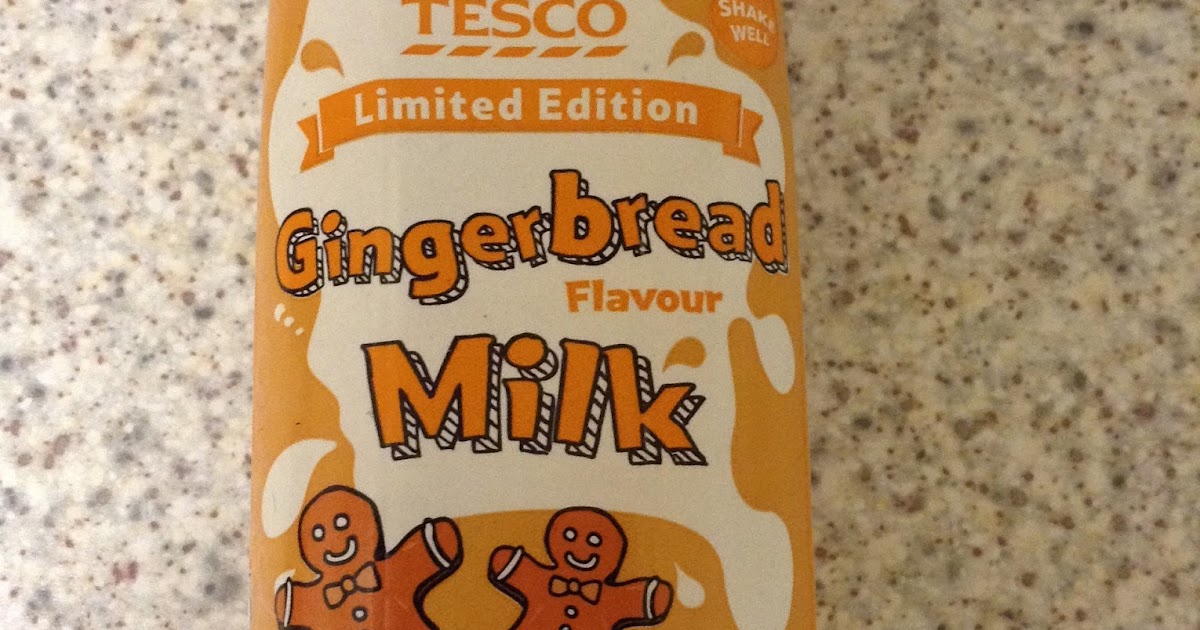 TESCO
SHAKE
WELL
Limited Edition
Gingerbread
Flavour
Milk